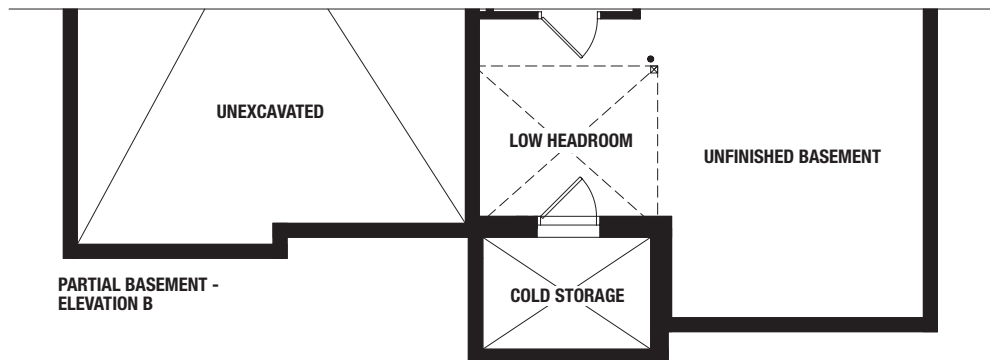 UNEXCAVATED
LOW HEADROOM
UNFINISHED BASEMENT
PARTIAL BASEMENT -
ELEVATION B
COLD STORAGE